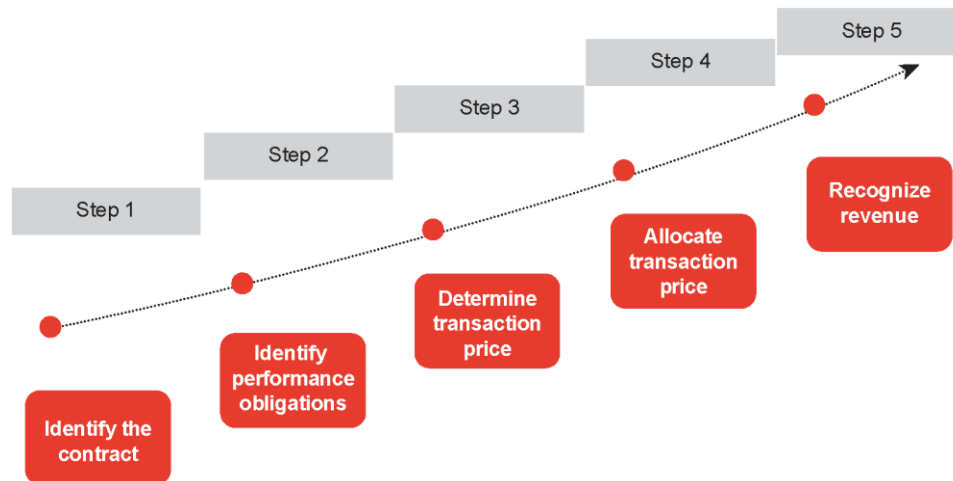 Step 1
Step 2
Step 3
Step 4
Step 5
Identify the
contract
Identify
performance
obligations
Determine
transaction
price
Allocate
transaction
price
Recognize
revenue